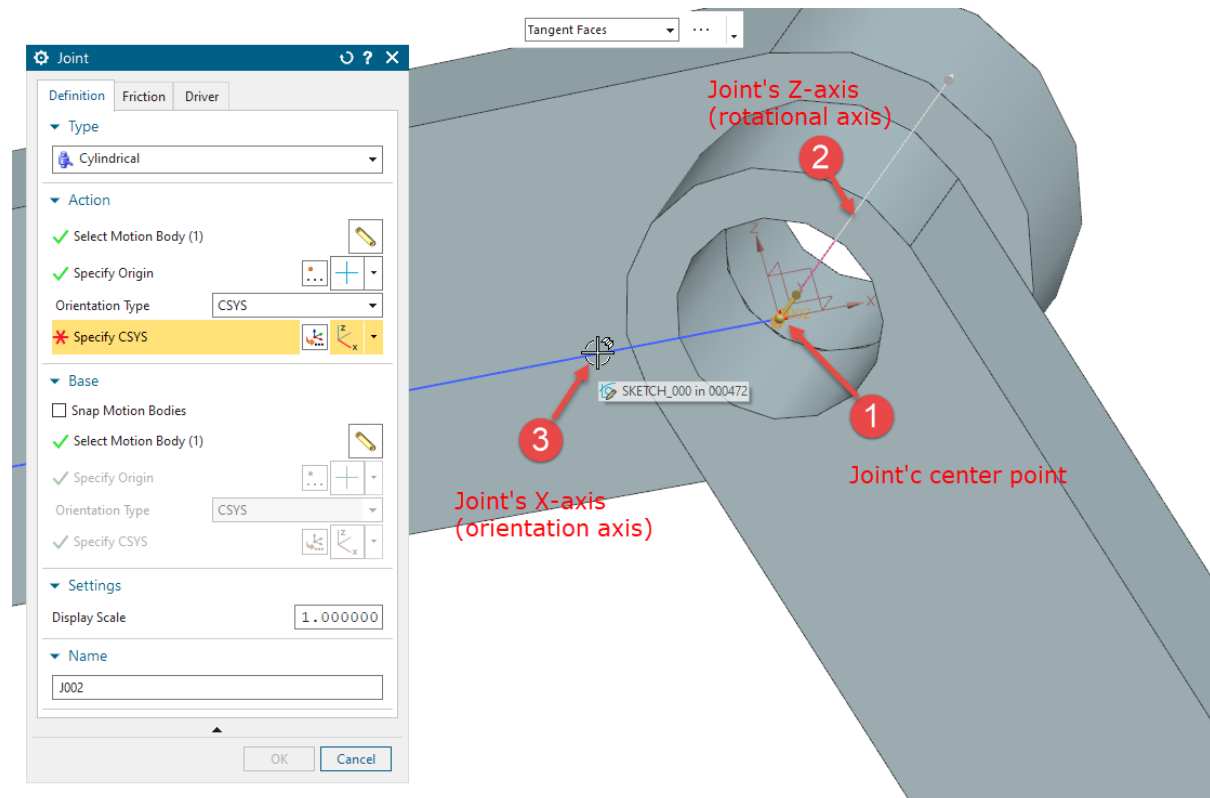 Tangent Faces
Joint
Definition Friction Driver
Type
Cylindrical
Action
Select Motion Body (1)
Specify Origin
Orientation Type CSYS
Specify CSYS
Base
Snap Motion Bodies
Select Motion Body (1)
Specify Origin
Orientation Type CSYS
Specify CSYS
Settings
Display Scale 1.000000
Name
J002
OK Cancel
Joint's Z-axis
(rotational axis)
2
Z
Y
X
SKETCH_000 in 000472
1
3
Joint'c center point
Joint's X-axis
(orientation axis)